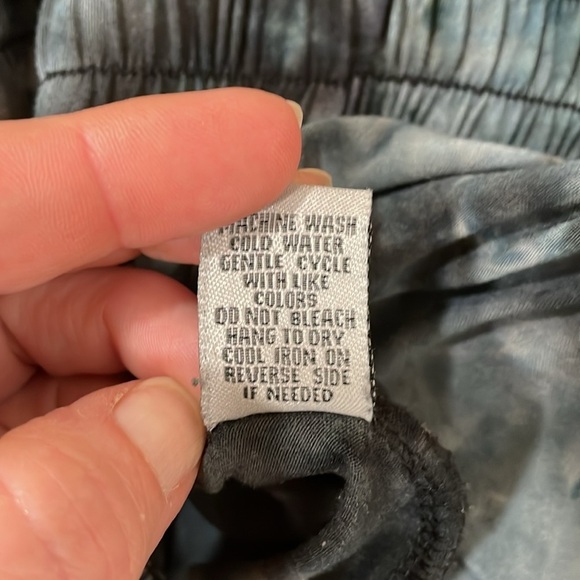 MACHINE WASH
COLD WATER
GENTLE CYCLE
WITH LIKE
COLORS
DO NOT BLEACH
HANG TO DRY
COOL IRON ON
REVERSE SIDE
IF NEEDED